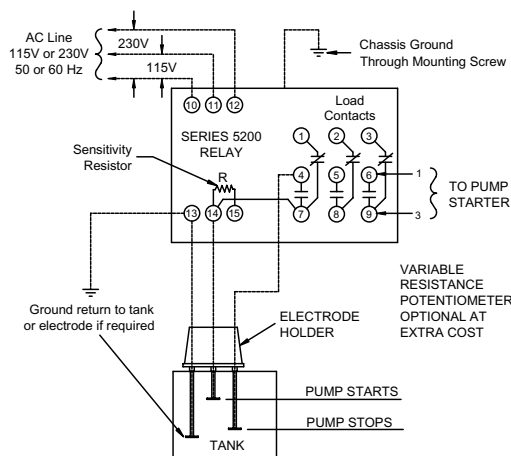 AC Line
115V or 230V
50 or 60 Hz
230V
115V
Chassis Ground
Through Mounting Screw
10 11 12
Load
Contacts
SERIES 5200
RELAY
1 2 3
Sensitivity
Resistor
R
4 5 6
1
TO PUMP
STARTER
13 14 15
7 8 9
3
VARIABLE
RESISTANCE
POTENTIOMETER
OPTIONAL AT
EXTRA COST
Ground return to tank
or electrode if required
ELECTRODE
HOLDER
PUMP STARTS
PUMP STOPS
TANK